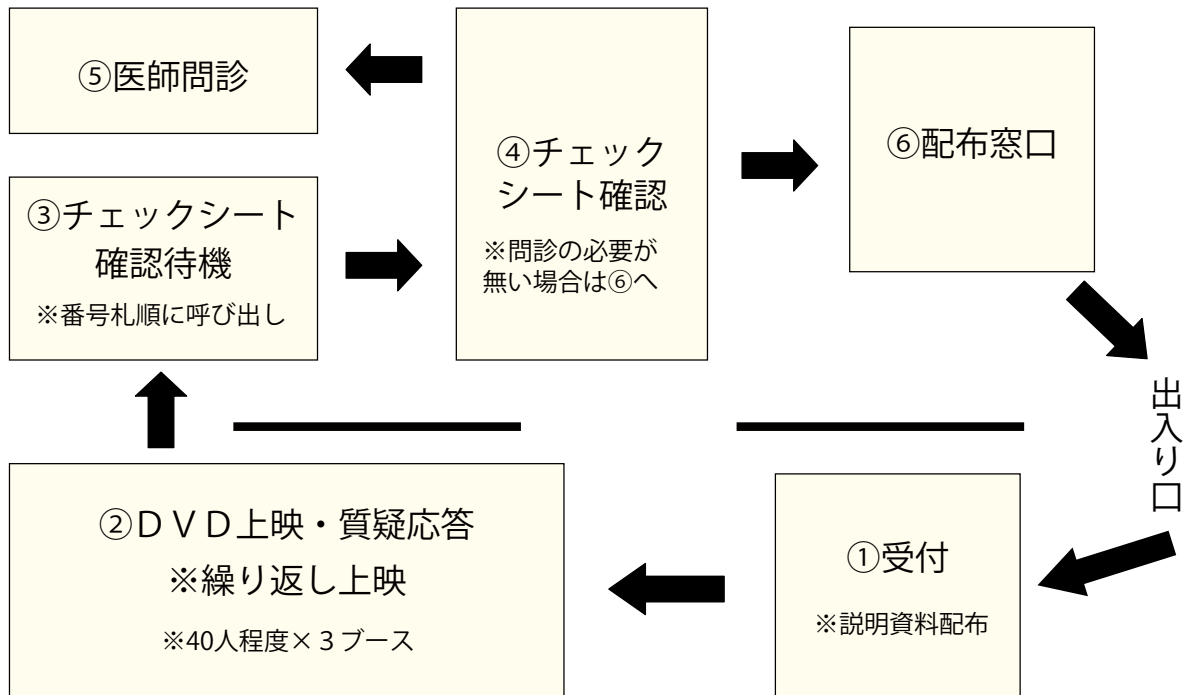 ⑤医師問診
④チェック
シート確認
※問診の必要が
無い場合は⑥へ
⑥配布窓口
③チェックシート
確認待機
※番号札順に呼び出し
出入り口
②ＤＶＤ上映・質疑応答
※繰り返し上映
※40人程度×３ブース
①受付
※説明資料配布